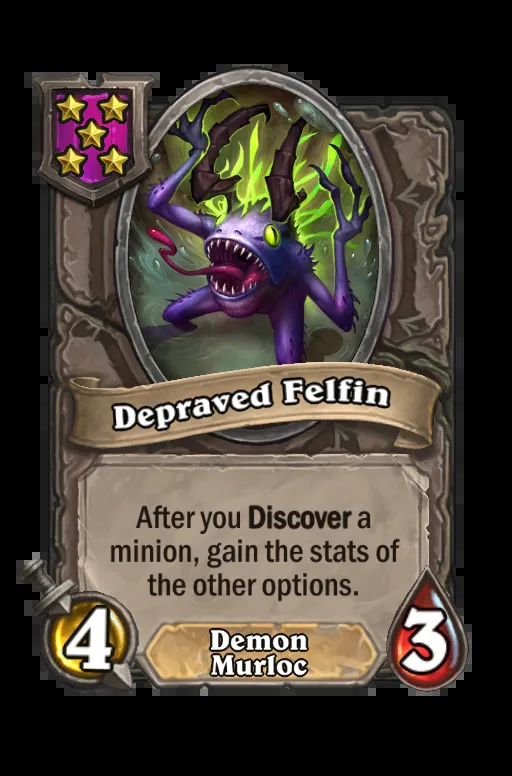 Depraved Felfin
After you Discover a
minion, gain the stats of
the other options.
4
Demon
Murloc
3